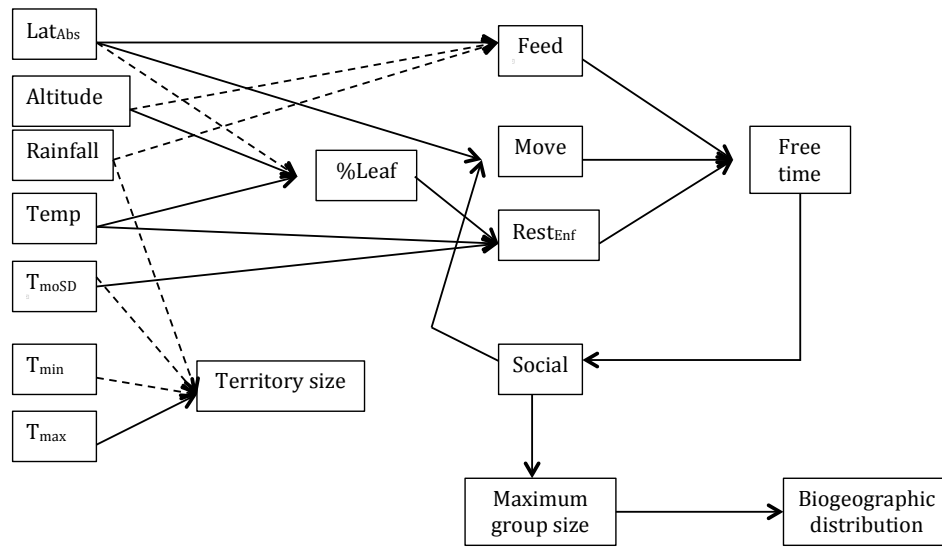 LatAbs
Altitude
Rainfall
Temp
TmoSD
Tmin
Tmax
%Leaf
Territory size
Feed
Move
RestEnf
Social
Free
time
Maximum
group size
Biogeographic
distribution